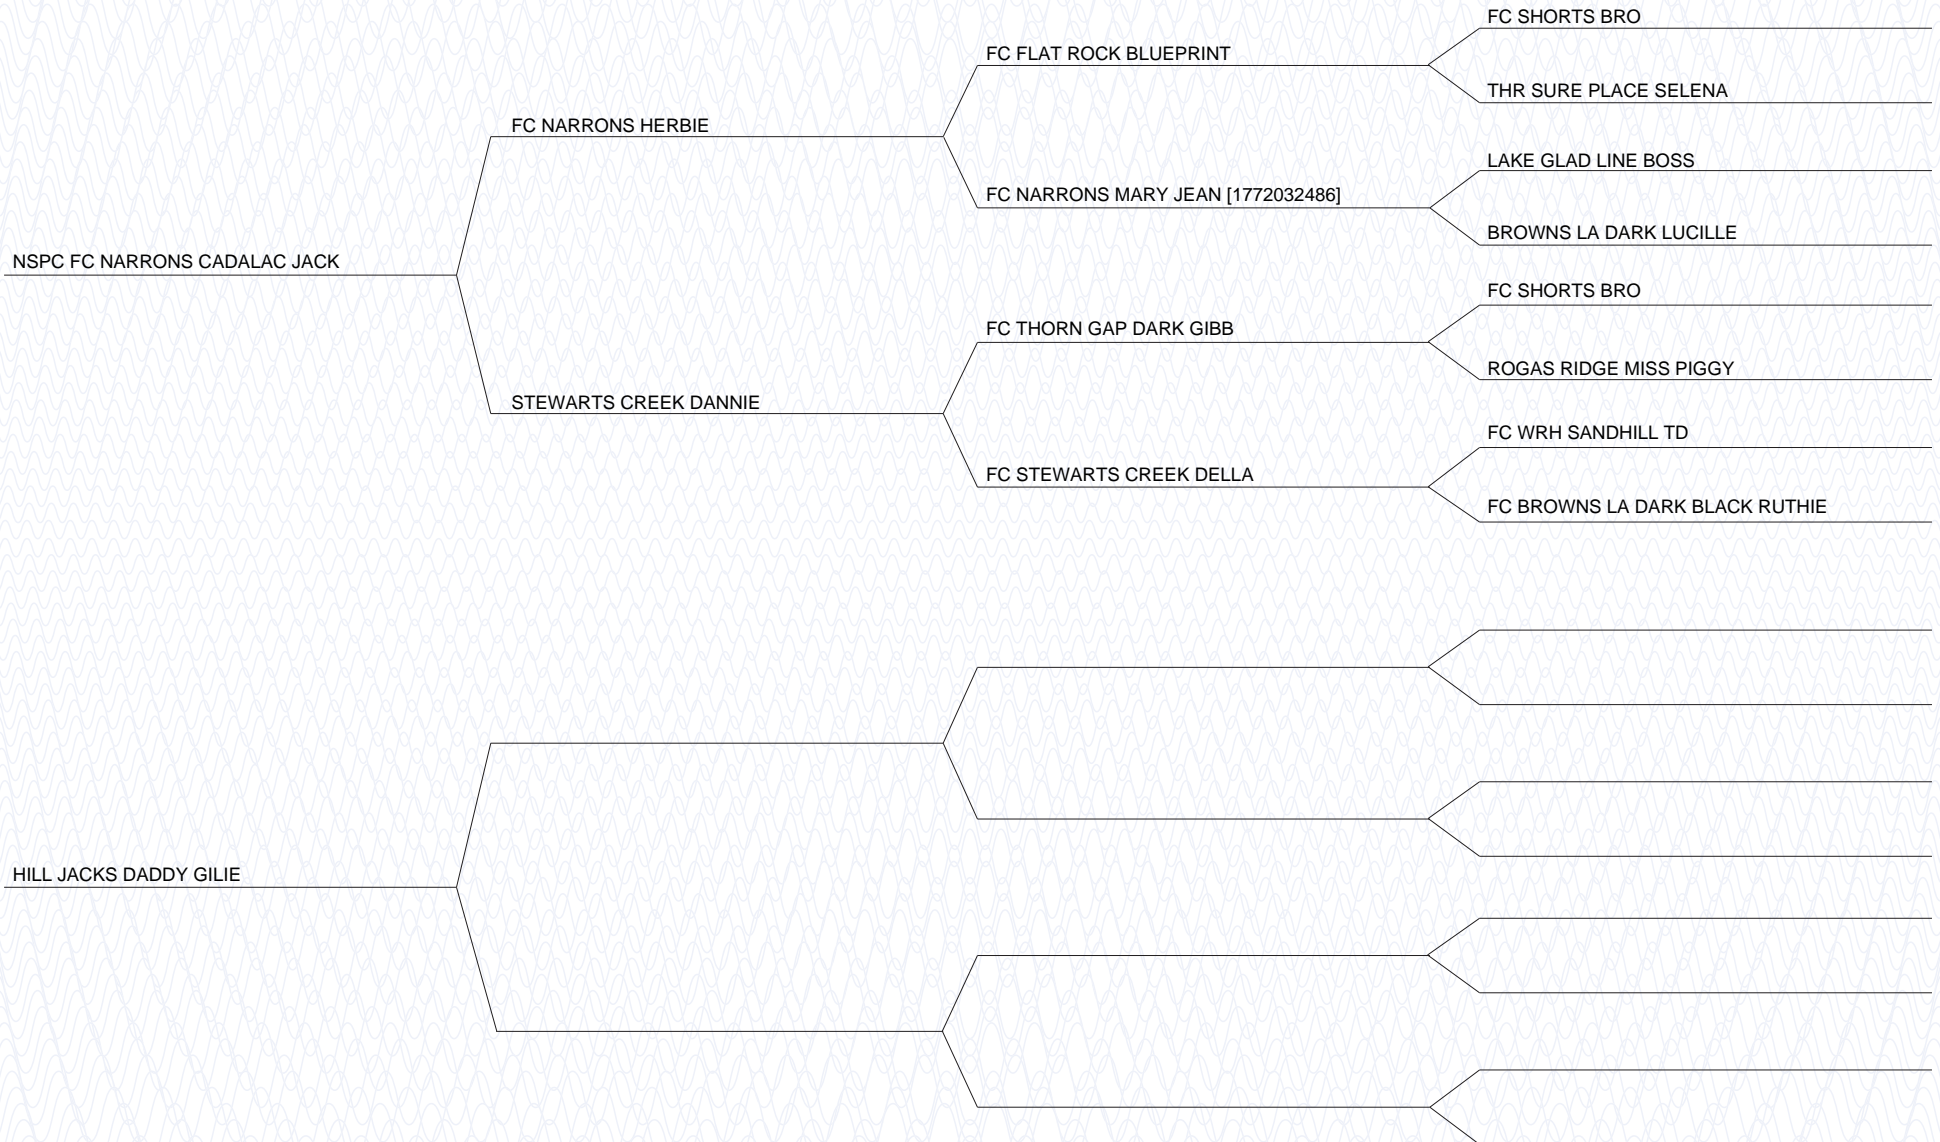 FC SHORTS BRO
FC FLAT ROCK BLUEPRINT
THR SURE PLACE SELENA
FC NARRONS HERBIE
LAKE GLAD LINE BOSS
FC NARRONS MARY JEAN [1772032486]
BROWNS LA DARK LUCILLE
NSPC FC NARRONS CADALAC JACK
FC SHORTS BRO
FC THORN GAP DARK GIBB
ROGAS RIDGE MISS PIGGY
STEWARTS CREEK DANNIE
FC WRH SANDHILL TD
FC STEWARTS CREEK DELLA
FC BROWNS LA DARK BLACK RUTHIE
HILL JACKS DADDY GILIE